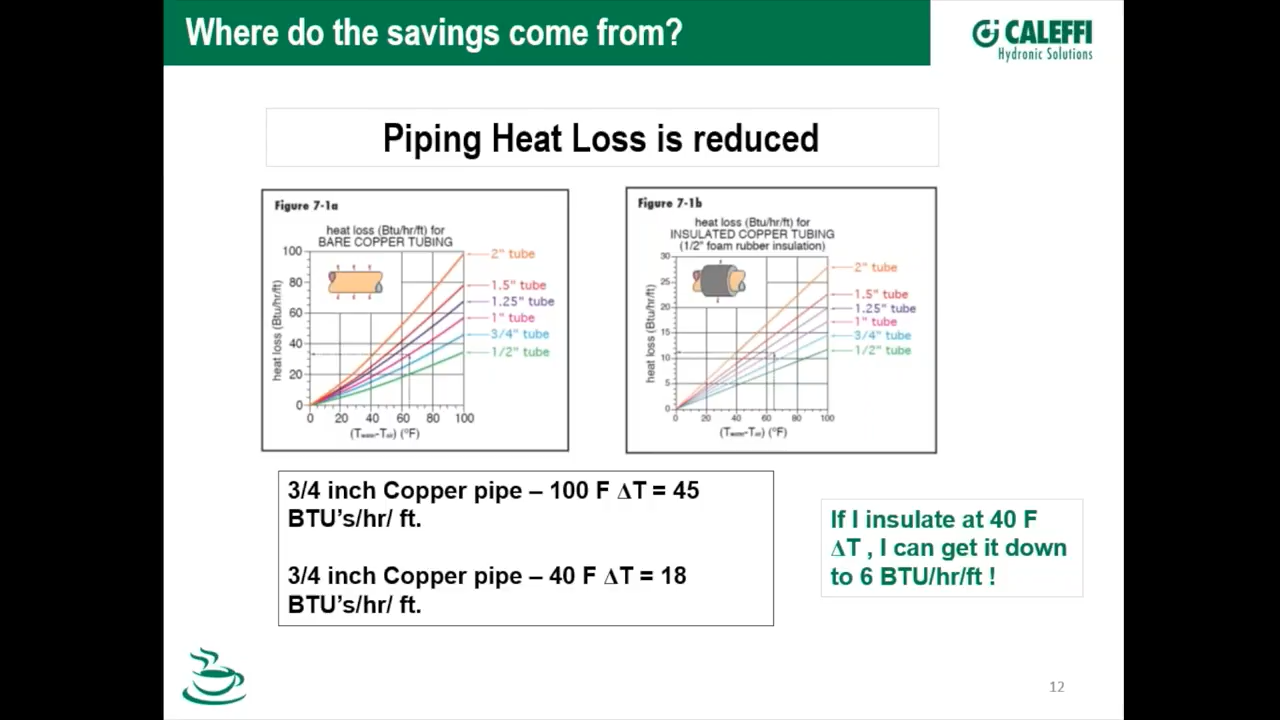 Where do the savings come from?
CALEFFI
Hydronic Solutions
Piping Heat Loss is reduced
Figure 7-1a
heat loss (Btu/hr/ft) for
BARE COPPER TUBING
heat loss (Btu/hr/ft)
100
80
60
40
20
0
2" tube
1.5" tube
1.25" tube
1" tube
3/4" tube
1/2" tube
0 20 40 60 80 100
(Twater-Tair) (°F)
Figure 7-1b
heat loss (Btu/hr/ft) for
INSULATED COPPER TUBING
(1/2" foam rubber insulation)
heat loss (Btu/hr/ft)
30
25
20
15
10
5
0
2" tube
1.5" tube
1.25" tube
1" tube
3/4" tube
1/2" tube
0 20 40 60 80 100
(Twater-Tair) (°F)
3/4 inch Copper pipe – 100 F ΔT = 45
BTU's/hr/ ft.
3/4 inch Copper pipe – 40 F ΔT = 18
BTU's/hr/ ft.
If I insulate at 40 F
ΔT , I can get it down
to 6 BTU/hr/ft !
12